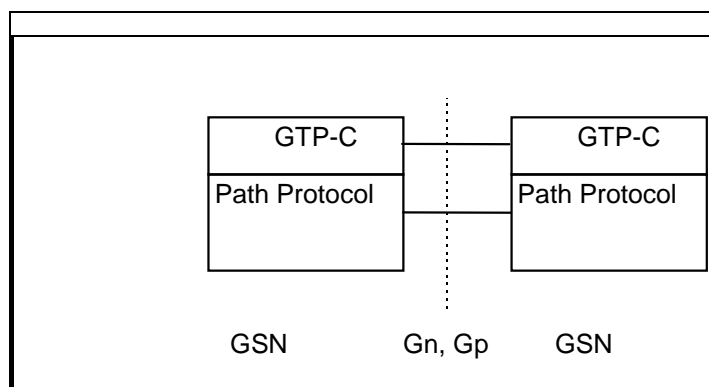 GTP-C GTP-C
Path Protocol Path Protocol
GSN Gn, Gp GSN